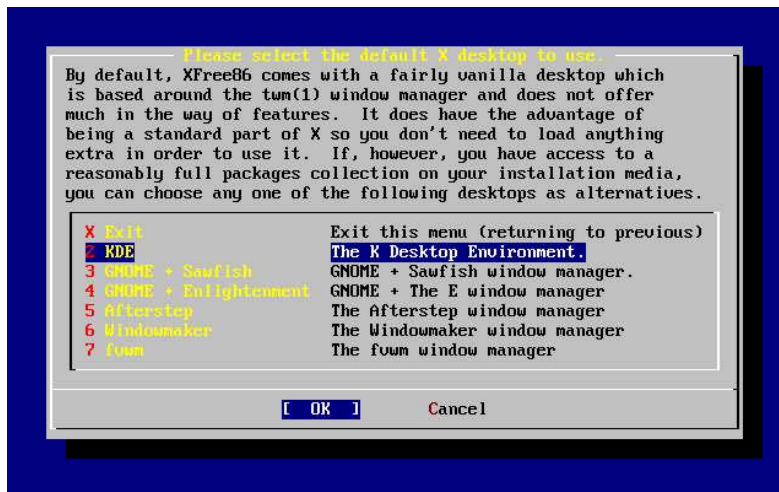 Please select the default X desktop to use.
By default, XFree86 comes with a fairly vanilla desktop which
is based around the twm(1) window manager and does not offer
much in the way of features.  It does have the advantage of
being a standard part of X so you don't need to load anything
extra in order to use it.  If, however, you have access to a
reasonably full packages collection on your installation media,
you can choose any one of the following desktops as alternatives.
X Exit Exit this menu (returning to previous)
2 KDE The K Desktop Environment.
3 GNOME + Sawfish GNOME + Sawfish window manager.
4 GNOME + Enlightenment GNOME + The E window manager
5 Afterstep The Afterstep window manager
6 Windowmaker The Windowmaker window manager
7 fvwm The fvwm window manager
[ OK ] Cancel